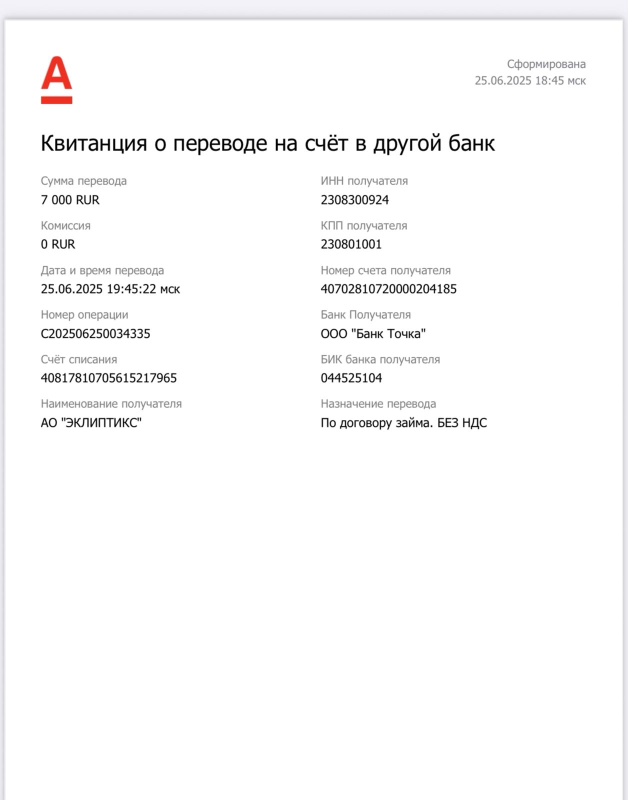 А
Сформирована
25.06.2025 18:45 мск
Квитанция о переводе на счёт в другой банк
Сумма перевода
7 000 RUR
Комиссия
0 RUR
Дата и время перевода
25.06.2025 19:45:22 мск
Номер операции
C202506250034335
Счёт списания
40817810705615217965
Наименование получателя
АО "ЭКЛИПТИКС"
ИНН получателя
2308300924
КПП получателя
230801001
Номер счета получателя
40702810720000204185
Банк Получателя
ООО "Банк Точка"
БИК банка получателя
044525104
Назначение перевода
По договору займа. БЕЗ НДС